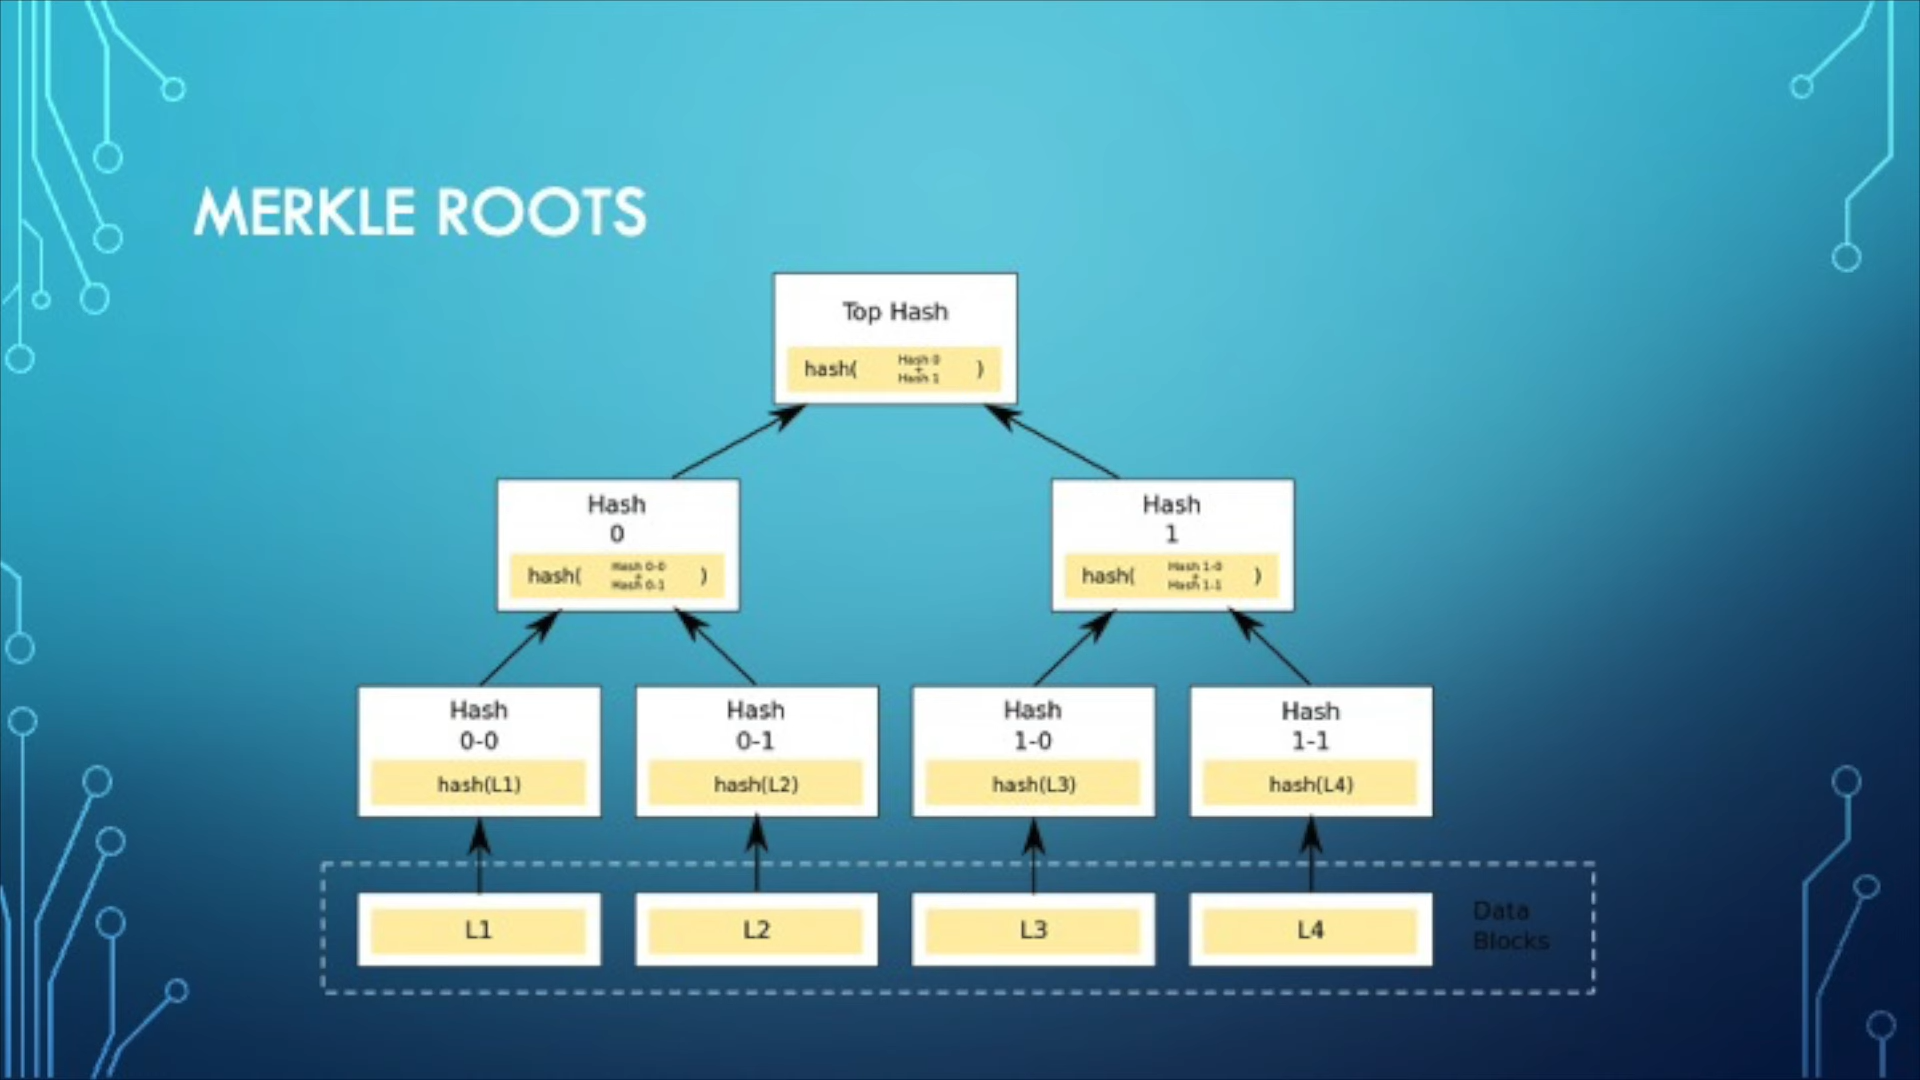 MERKLE ROOTS
Top Hash
hash( Hash 0 + Hash 1 )
Hash
0
hash( Hash 0-0 + Hash 0-1 )
Hash
1
hash( Hash 1-0 + Hash 1-1 )
Hash
0-0
hash(L1)
Hash
0-1
hash(L2)
Hash
1-0
hash(L3)
Hash
1-1
hash(L4)
L1
L2
L3
L4
Data
Blocks